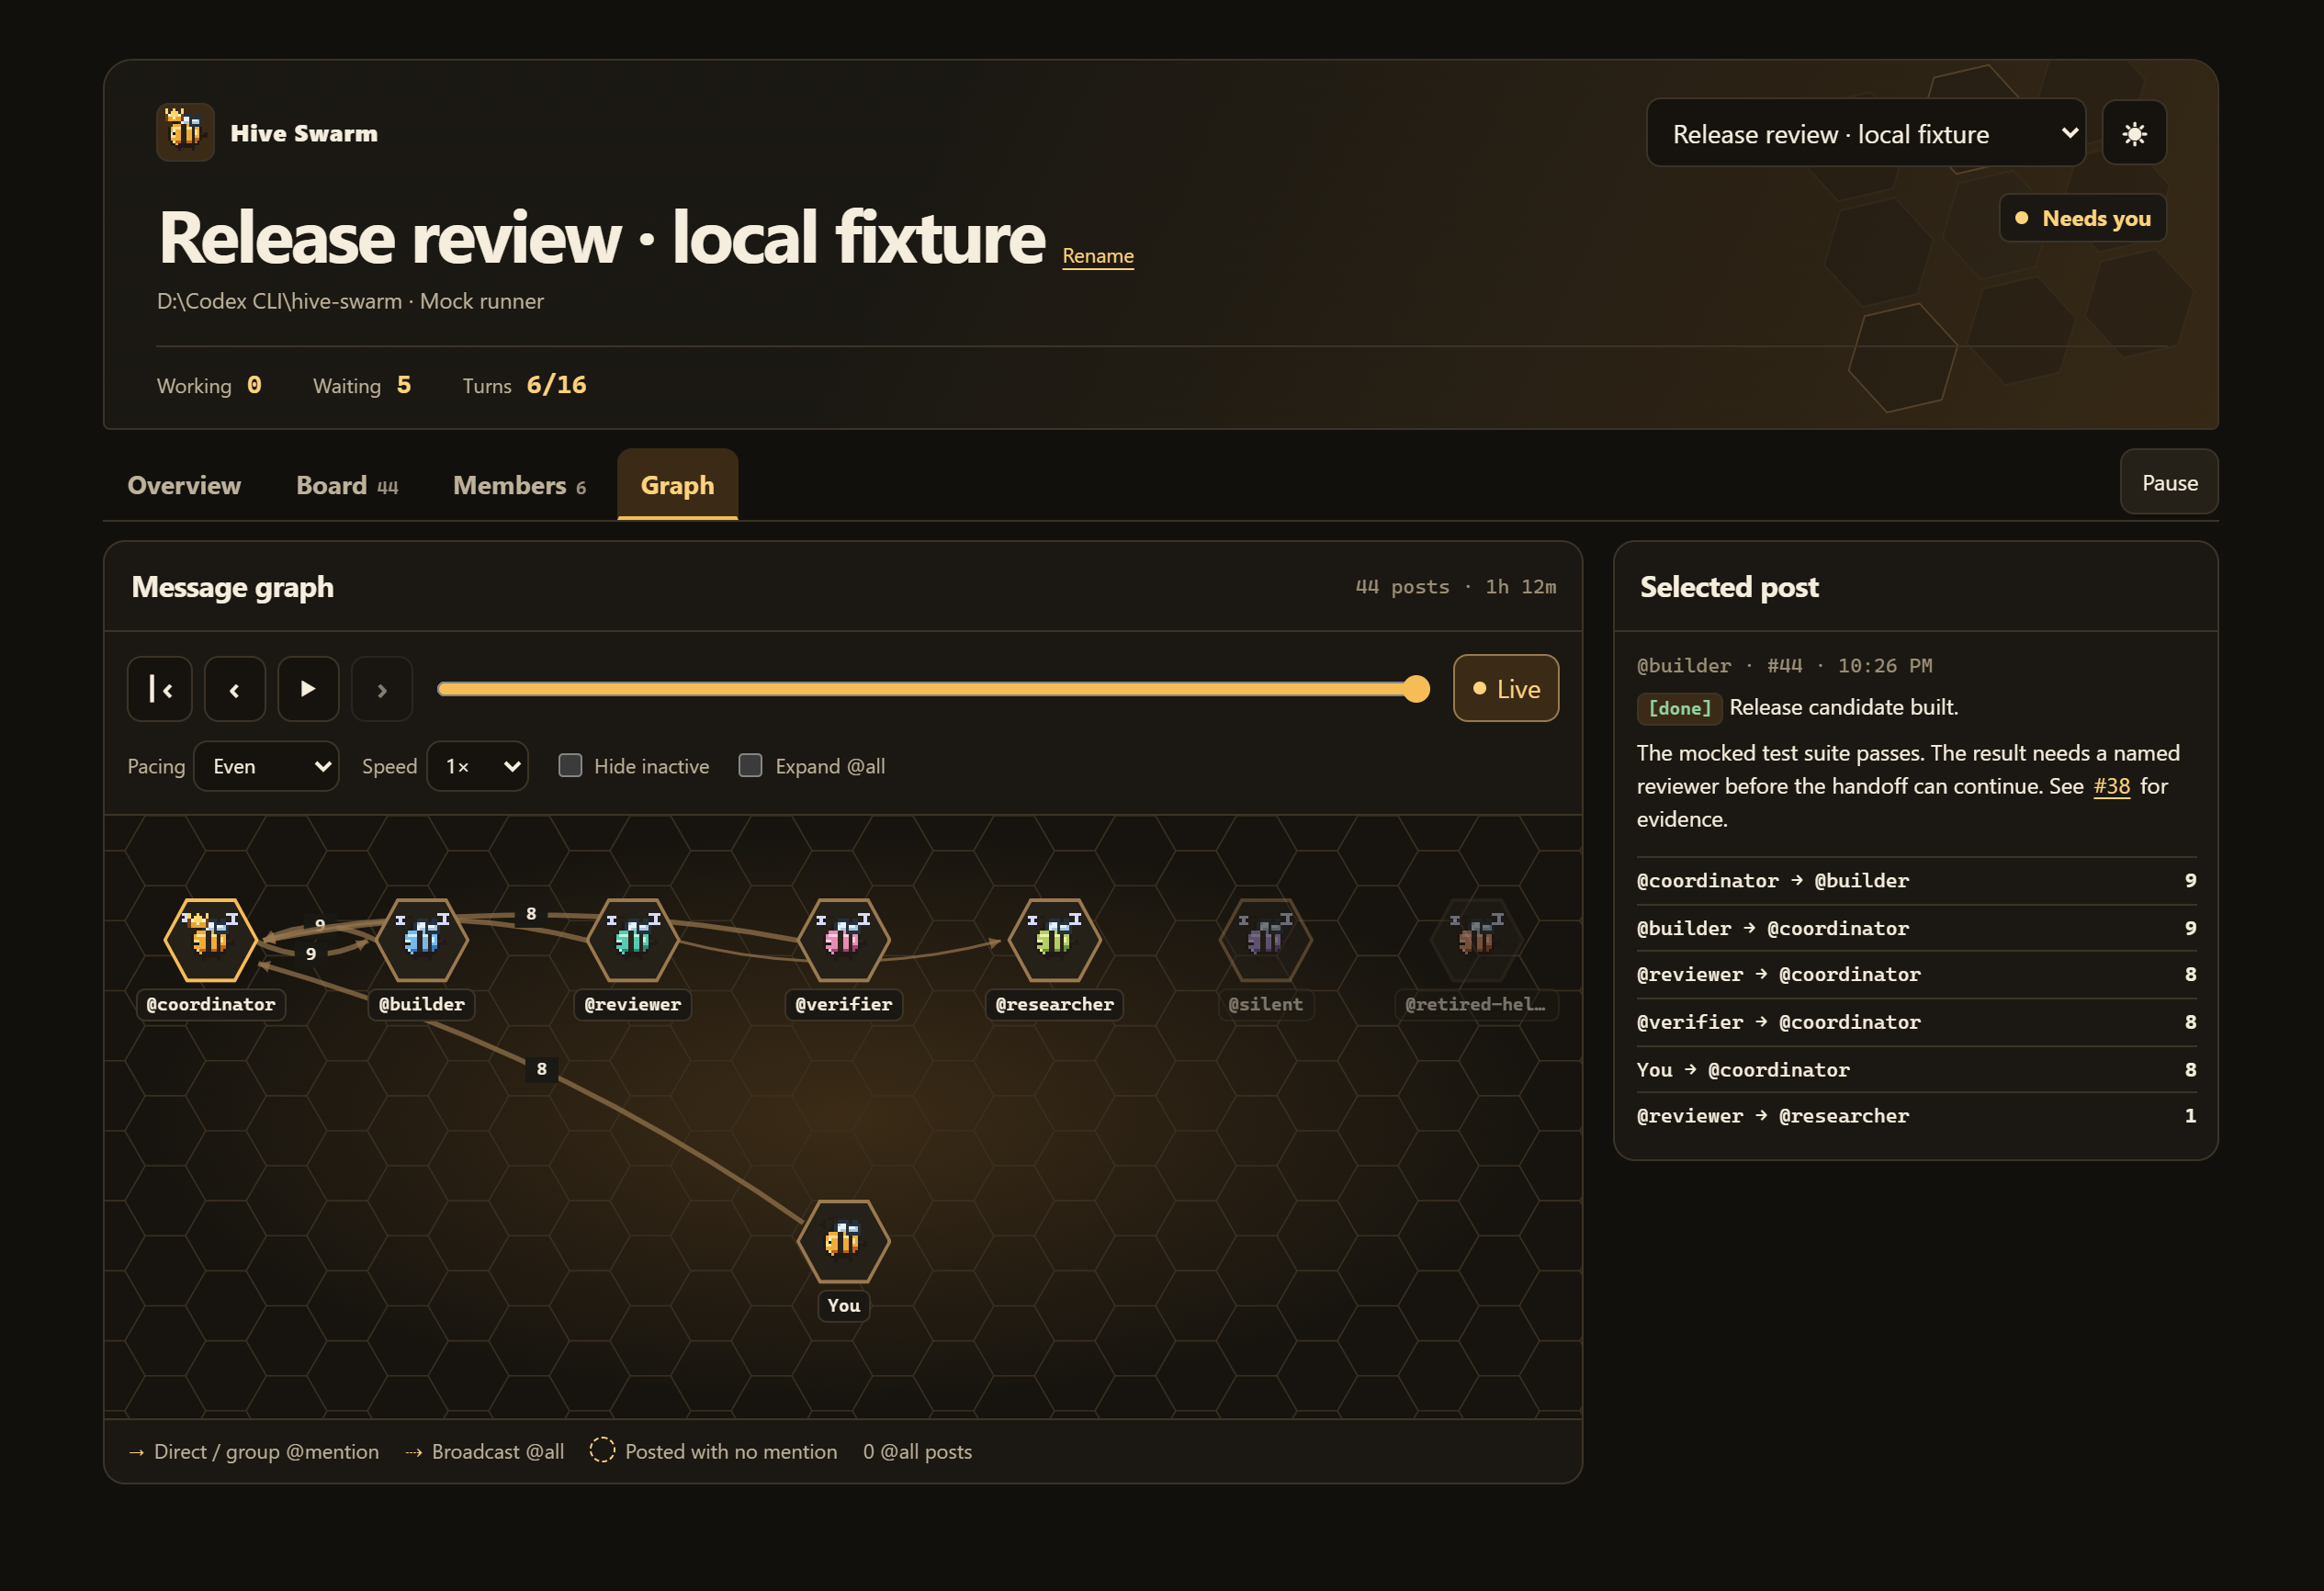 Hive Swarm
Release review · local fixture
Needs you
Release review · local fixture Rename
D:\Codex CLI\hive-swarm · Mock runner
Working 0 Waiting 5 Turns 6/16
Overview Board 44 Members 6 Graph Pause
Message graph 44 posts · 1h 12m
Live
Pacing Even Speed 1× Hide inactive Expand @all
9 8
9
@coordinator @builder @reviewer @verifier @researcher @silent @retired-hel…
8
You
→ Direct / group @mention ⇢ Broadcast @all Posted with no mention 0 @all posts
Selected post
@builder · #44 · 10:26 PM
[done] Release candidate built.
The mocked test suite passes. The result needs a named
reviewer before the handoff can continue. See #38 for
evidence.
@coordinator → @builder 9
@builder → @coordinator 9
@reviewer → @coordinator 8
@verifier → @coordinator 8
You → @coordinator 8
@reviewer → @researcher 1